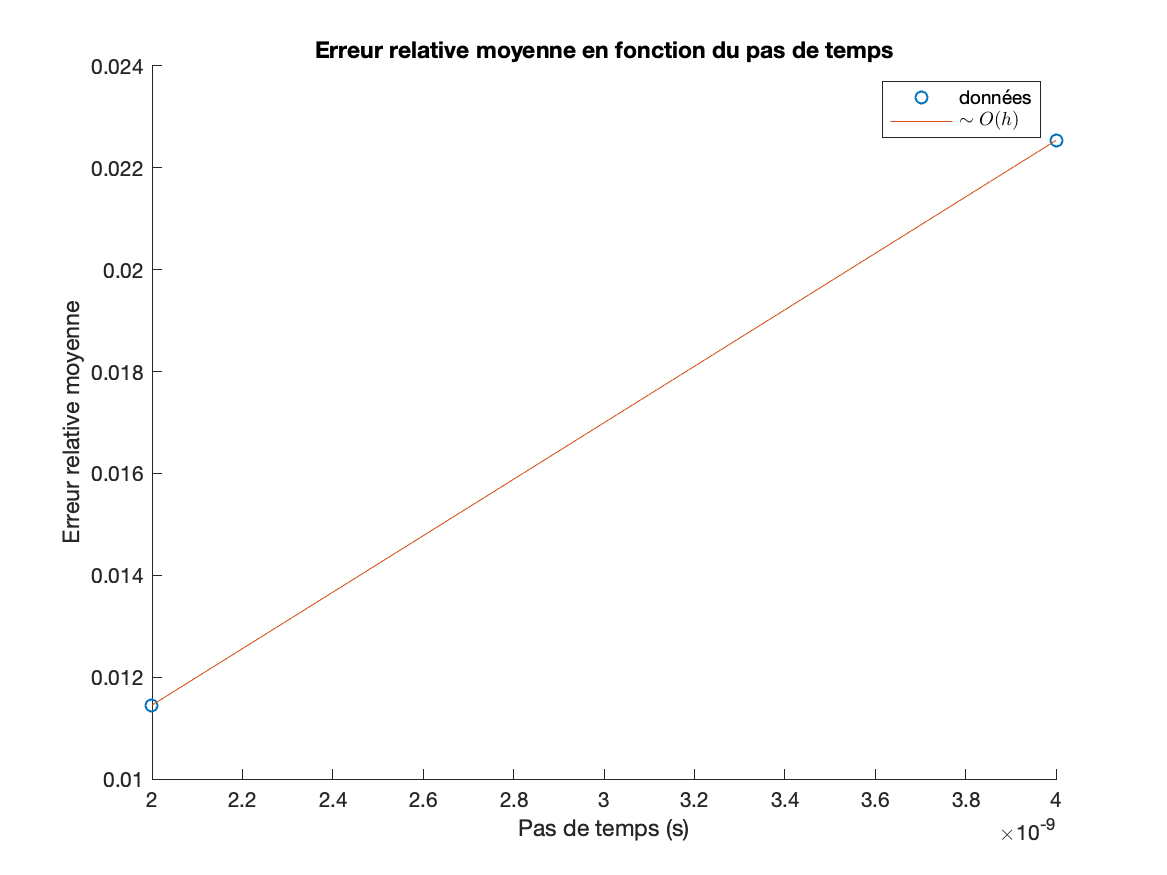 Erreur relative moyenne en fonction du pas de temps
données
∼ O(h)
0.024
0.022
0.02
0.018
0.016
0.014
0.012
0.01
Erreur relative moyenne
2 2.2 2.4 2.6 2.8 3 3.2 3.4 3.6 3.8 4
Pas de temps (s)
×10-9